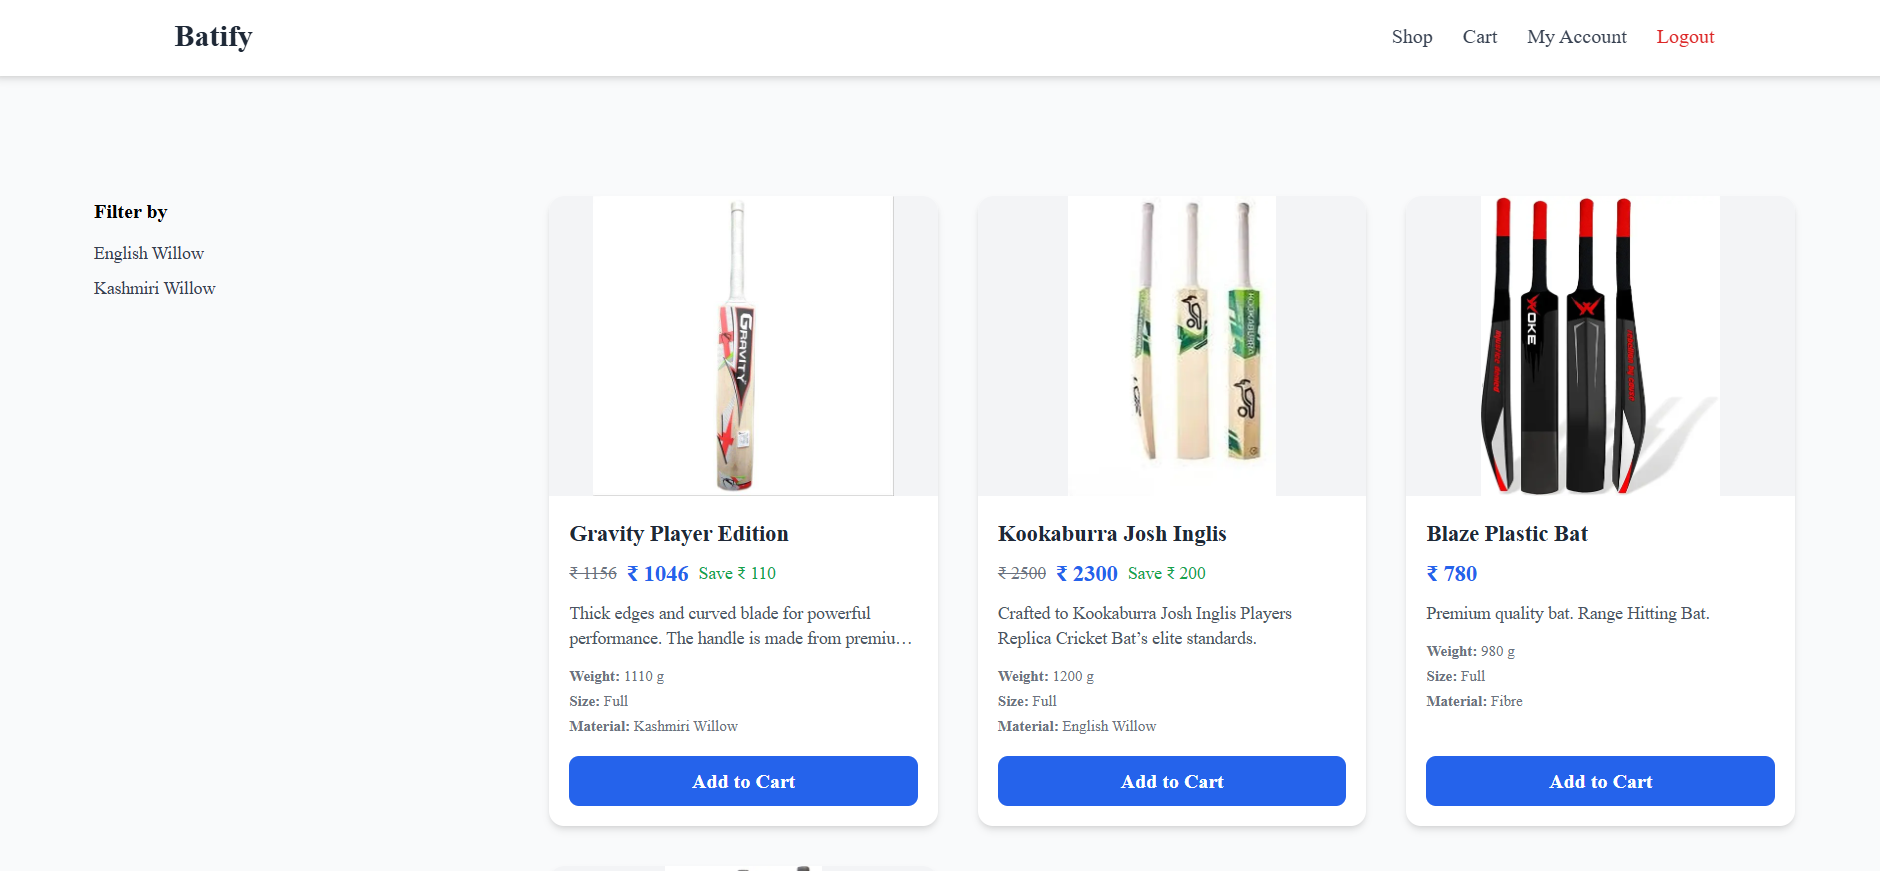 Batify
Shop Cart My Account Logout
Filter by
English Willow
Kashmiri Willow
GRAVITY
Gravity Player Edition
₹ 1156 ₹ 1046 Save ₹ 110
Thick edges and curved blade for powerful
performance. The handle is made from premiu…
Weight: 1110 g
Size: Full
Material: Kashmiri Willow
Add to Cart
KOOKABURRA
Kookaburra Josh Inglis
₹ 2500 ₹ 2300 Save ₹ 200
Crafted to Kookaburra Josh Inglis Players
Replica Cricket Bat’s elite standards.
Weight: 1200 g
Size: Full
Material: English Willow
Add to Cart
WOKE
Blaze Plastic Bat
₹ 780
Premium quality bat. Range Hitting Bat.
Weight: 980 g
Size: Full
Material: Fibre
Add to Cart